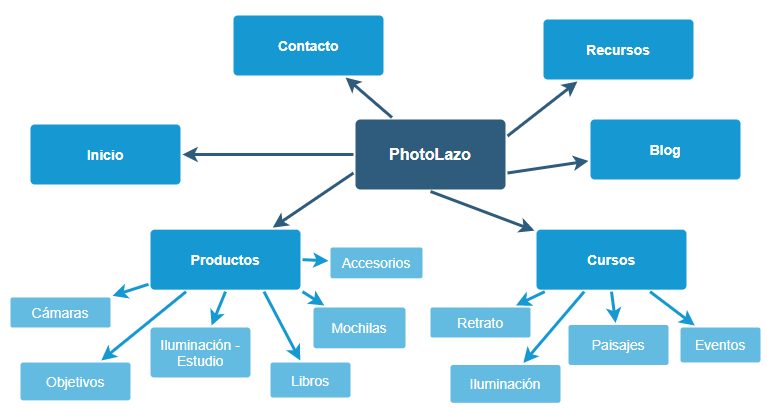 Contacto
Recursos
PhotoLazo
Inicio
Blog
Productos
Accesorios
Cursos
Cámaras
Mochilas
Retrato
Iluminación -
Estudio
Paisajes
Eventos
Objetivos
Libros
Iluminación